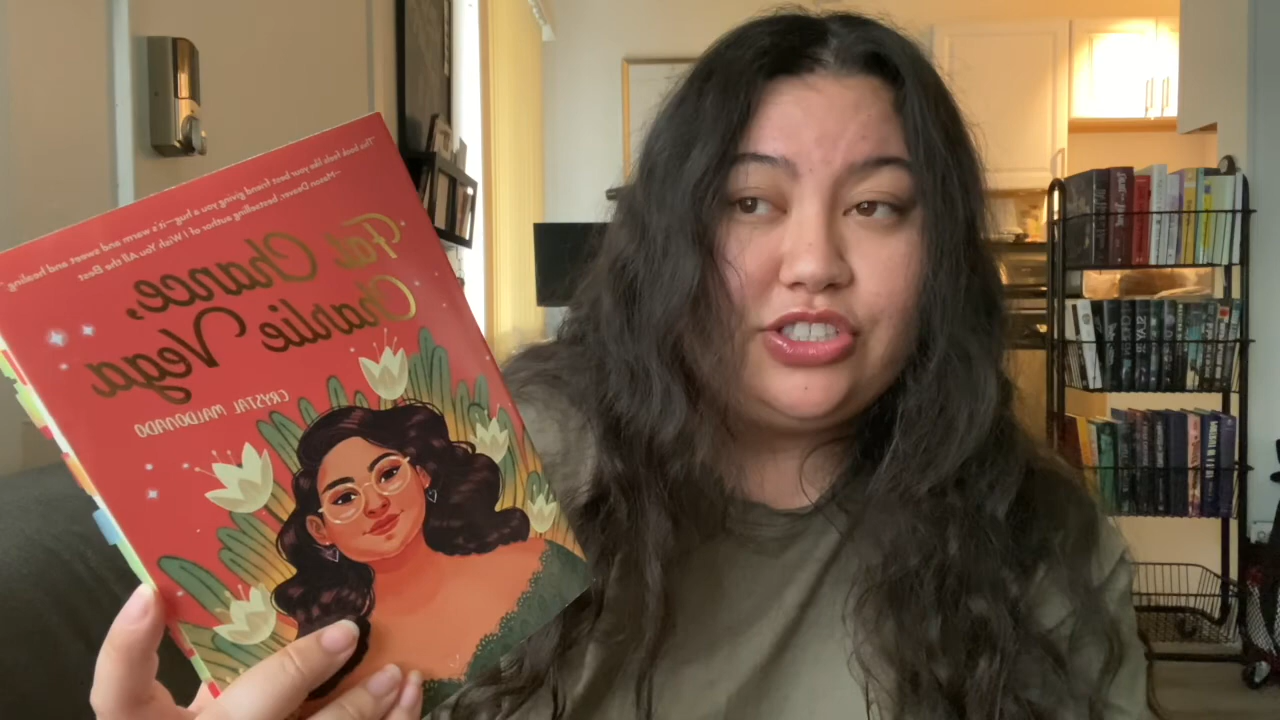 This book feels like your best friend giving you a hug—it's warm and sweet and healing.
—Mason Deaver, bestselling author of I Wish You All the Best
Fat Chance,
Charlie Vega
CRYSTAL MALDONADO